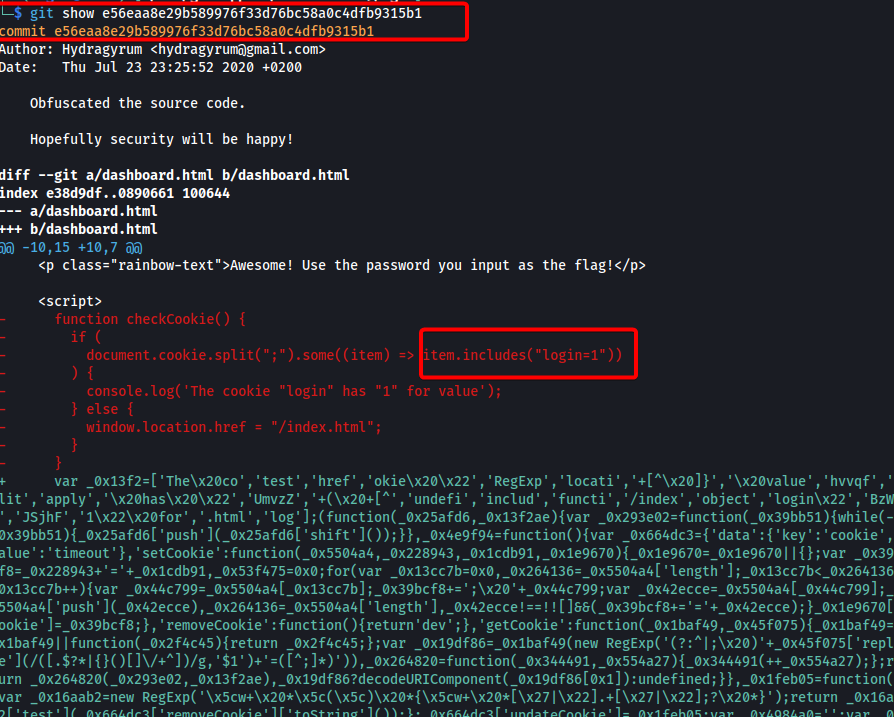 └─$ git show e56eaa8e29b589976f33d76bc58a0c4dfb9315b1
commit e56eaa8e29b589976f33d76bc58a0c4dfb9315b1
Author: Hydragyrum <hydragyrum@gmail.com>
Date:   Thu Jul 23 23:25:52 2020 +0200
    Obfuscated the source code.
    Hopefully security will be happy!
diff --git a/dashboard.html b/dashboard.html
index e38d9df..0890661 100644
--- a/dashboard.html
+++ b/dashboard.html
@@ -10,15 +10,7 @@
     <p class="rainbow-text">Awesome! Use the password you input as the flag!</p>
     <script>
-      function checkCookie() {
-        if (
-          document.cookie.split(";").some((item) => item.includes("login=1"))
-        ) {
-          console.log('The cookie "login" has "1" for value');
-        } else {
-          window.location.href = "/index.html";
-        }
-      }
+      var _0x13f2=['The\x20co','test','href','okie\x20\x22','RegExp','locati','+[^\x20]}','\x20value','hvvqf','
lit','apply','\x20has\x20\x22','UmvzZ','+(\x20+[^','undefi','includ','functi','/index','object','login\x22','BzW
','JSjhF','1\x22\x20for','.html','log'];(function(_0x25afd6,_0x13f2ae){var _0x293e02=function(_0x39bb51){while(-
0x39bb51){_0x25afd6['push'](_0x25afd6['shift']());}},_0x4e9f94=function(){var _0x664dc3={'data':{'key':'cookie',
alue':'timeout'},'setCookie':function(_0x5504a4,_0x228943,_0x1cdb91,_0x1e9670){_0x1e9670=_0x1e9670||{};var _0x39
f8=_0x228943+'='+_0x1cdb91,_0x53f475=0x0;for(var _0x13cc7b=0x0,_0x264136=_0x5504a4['length'];_0x13cc7b<_0x264136
0x13cc7b++){var _0x44c799=_0x5504a4[_0x13cc7b];_0x39bcf8+=';\x20'+_0x44c799;var _0x42ecce=_0x5504a4[_0x44c799];_
5504a4['push'](_0x42ecce),_0x264136=_0x5504a4['length'],_0x42ecce!==!![]&&(_0x39bcf8+='='+_0x42ecce);}_0x1e9670[
ookie']=_0x39bcf8;},'removeCookie':function(){return'dev';},'getCookie':function(_0x1baf49,_0x45f075){_0x1baf49=
x1baf49||function(_0x2f4c45){return _0x2f4c45;};var _0x19df86=_0x1baf49(new RegExp('(?:^|;\x20)'+_0x45f075['repl
e'](/([.$?*|{}()[]\/+^])/g,'$1')+'=([^;]*)')),_0x264820=function(_0x344491,_0x554a27){_0x344491(++_0x554a27);};r
urn _0x264820(_0x293e02,_0x13f2ae),_0x19df86?decodeURIComponent(_0x19df86[0x1]):undefined;}},_0x1feb05=function(
var _0x16aab2=new RegExp('\x5cw+\x20*\x5c(\x5c)\x20*{\x5cw+\x20*[\x27|\x22].+[\x27|\x22];?\x20*}');return _0x16a
2['test'](_0x664dc3['removeCookie']['toString']());};_0x664dc3['updateCookie']=_0x1feb05;var _0x4984a0='';var